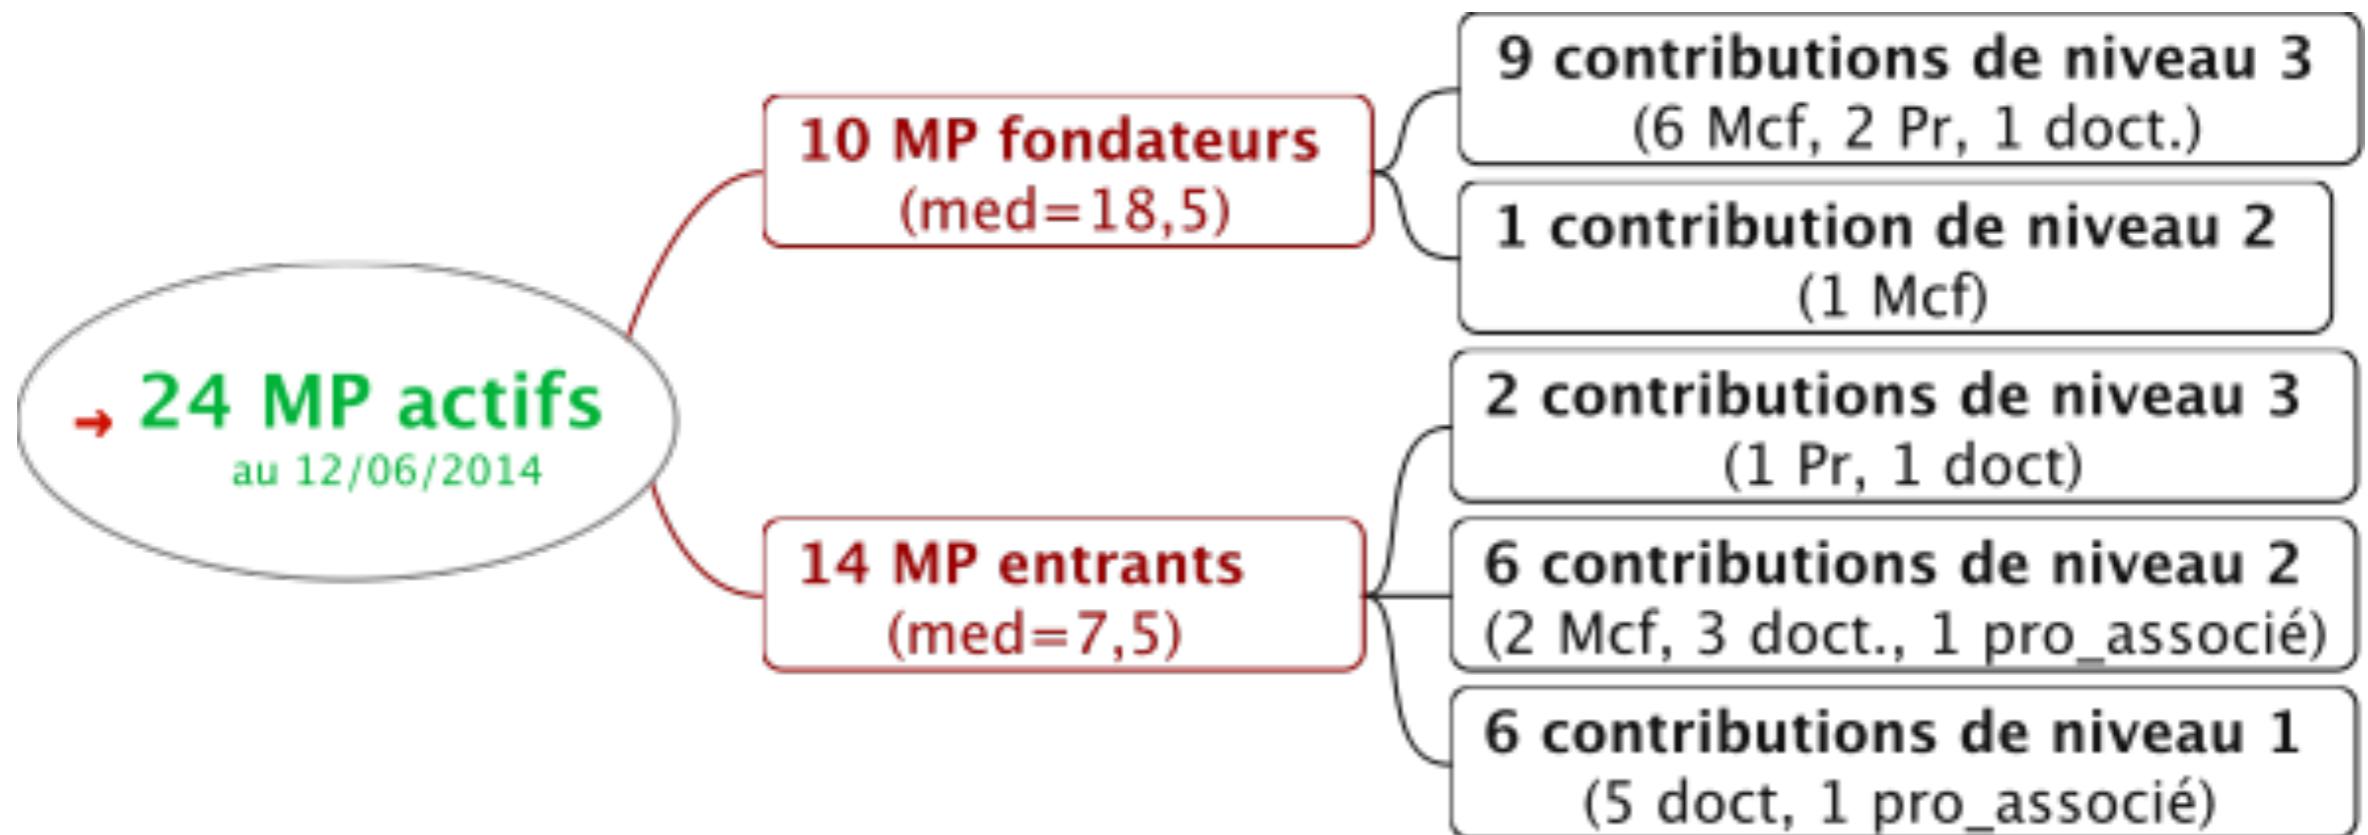 ➜ 24 MP actifs
au 12/06/2014
10 MP fondateurs
(med=18,5)
9 contributions de niveau 3
(6 Mcf, 2 Pr, 1 doct.)
1 contribution de niveau 2
(1 Mcf)
14 MP entrants
(med=7,5)
2 contributions de niveau 3
(1 Pr, 1 doct)
6 contributions de niveau 2
(2 Mcf, 3 doct., 1 pro_associé)
6 contributions de niveau 1
(5 doct, 1 pro_associé)